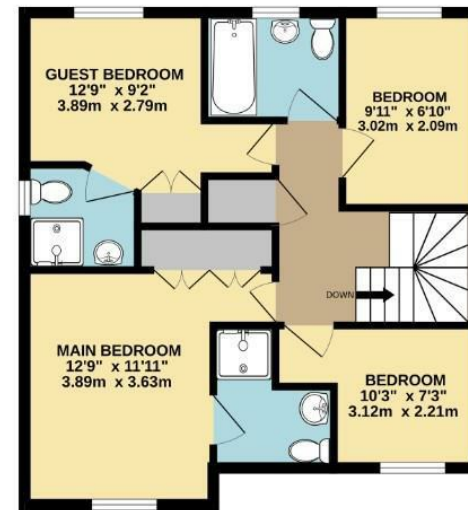 GUEST BEDROOM
12'9" x 9'2"
3.89m x 2.79m
BEDROOM
9'11" x 6'10"
3.02m x 2.09m
DOWN
MAIN BEDROOM
12'9" x 11'11"
3.89m x 3.63m
BEDROOM
10'3" x 7'3"
3.12m x 2.21m